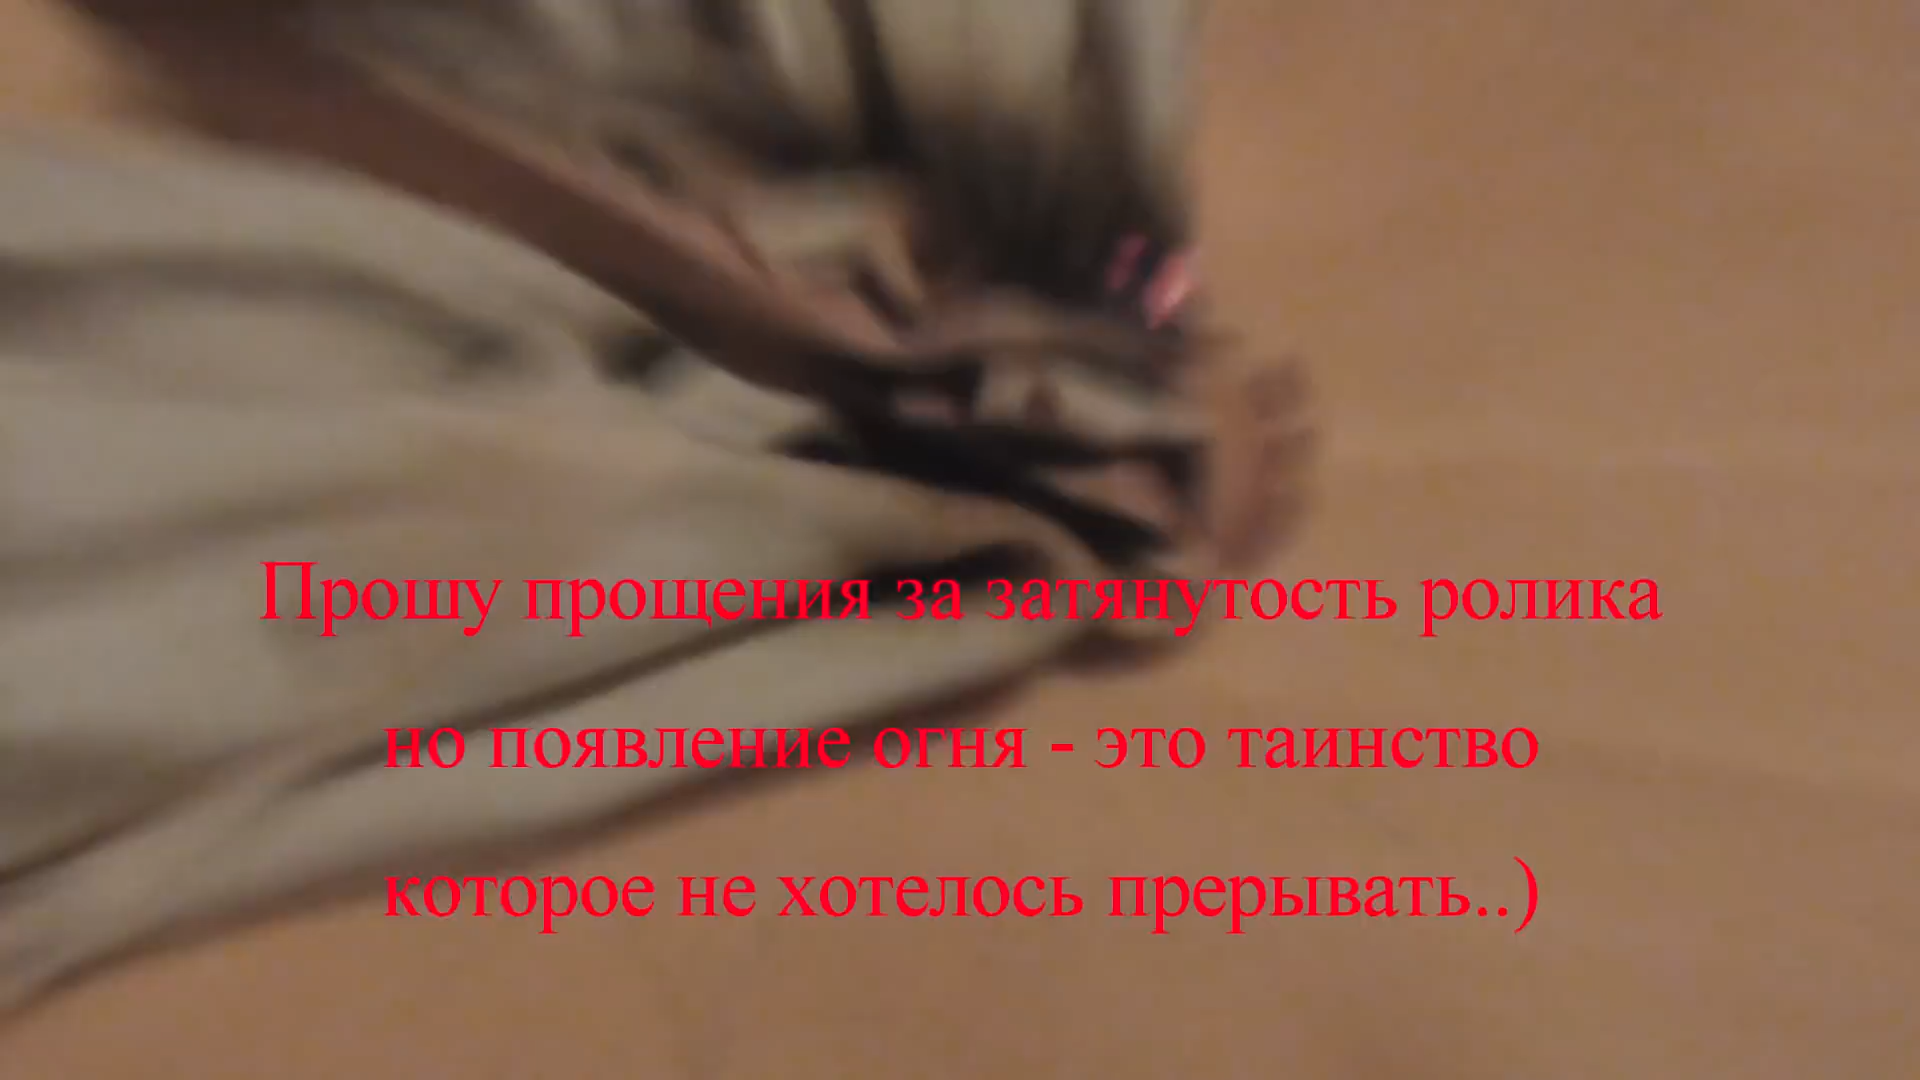 Прошу прощения за затянутость ролика
но появление огня - это таинство
которое не хотелось прерывать..)